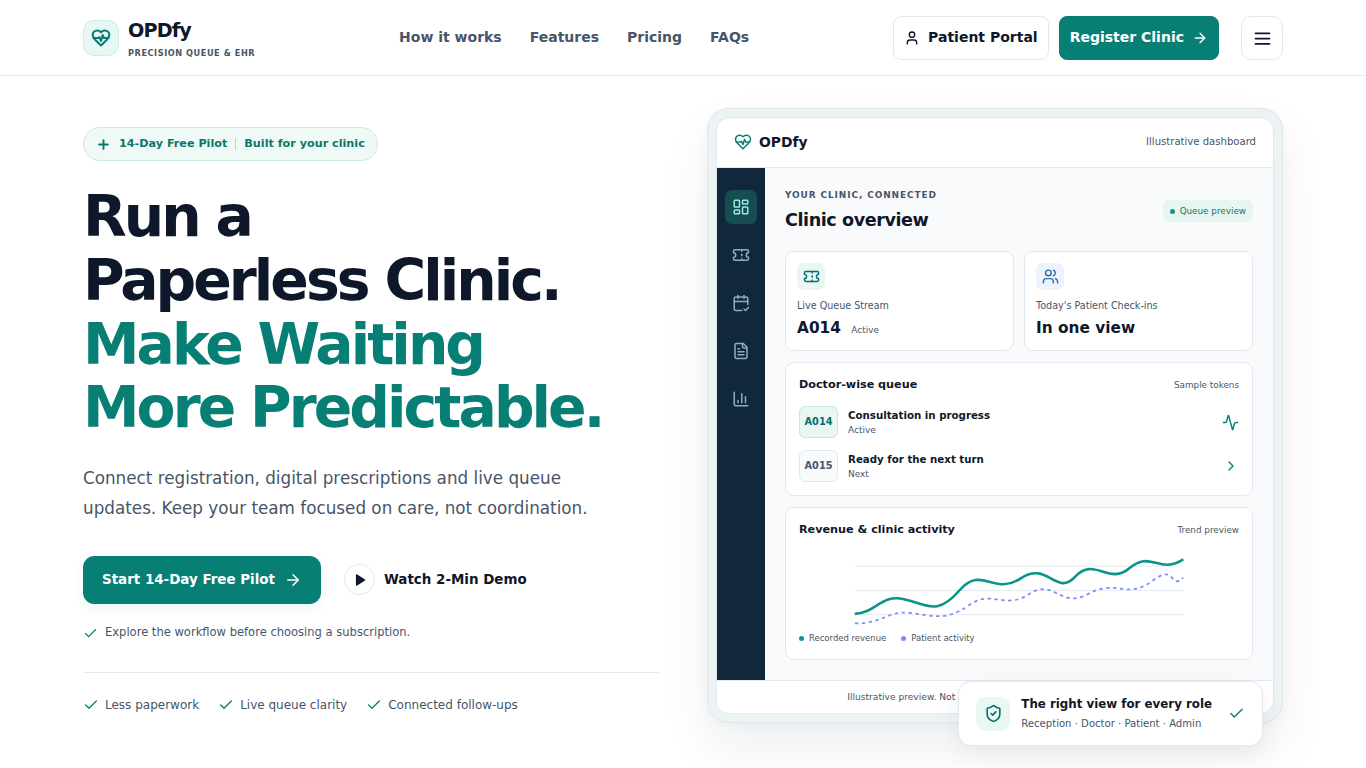 OPDfy
PRECISION QUEUE & EHR
How it works
Features
Pricing
FAQs
Patient Portal
Register Clinic
14-Day Free Pilot | Built for your clinic
Run a
Paperless Clinic.
Make Waiting
More Predictable.
Connect registration, digital prescriptions and live queue
updates. Keep your team focused on care, not coordination.
Start 14-Day Free Pilot
Watch 2-Min Demo
Explore the workflow before choosing a subscription.
Less paperwork
Live queue clarity
Connected follow-ups
OPDfy
Illustrative dashboard
YOUR CLINIC, CONNECTED
Clinic overview
Queue preview
Live Queue Stream
A014 Active
Today's Patient Check-ins
In one view
Doctor-wise queue
Sample tokens
A014
Consultation in progress
Active
A015
Ready for the next turn
Next
Revenue & clinic activity
Trend preview
Recorded revenue
Patient activity
Illustrative preview. Not
The right view for every role
Reception · Doctor · Patient · Admin